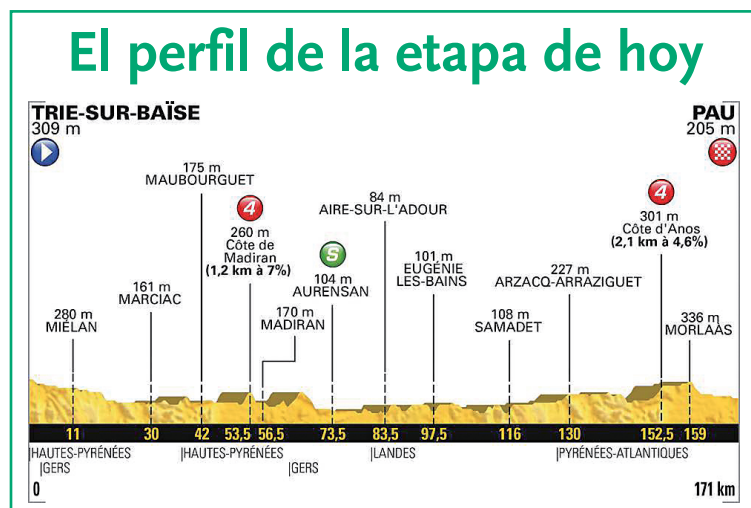 El perfil de la etapa de hoy
TRIE-SUR-BAÏSE
309 m
PAU
205 m
280 m
MIÉLAN
161 m
MARCIAC
175 m
MAUBOURGUET
4
260 m
Côte de
Madiran
(1,2 km à 7%)
170 m
MADIRAN
S
104 m
AURENSAN
84 m
AIRE-SUR-L'ADOUR
101 m
EUGÉNIE
LES-BAINS
108 m
SAMADET
227 m
ARZACQ-ARRAZIGUET
4
301 m
Côte d'Anos
(2,1 km à 4,6%)
336 m
MORLAÀS
11 30 42 53,5 56,5 73,5 83,5 97,5 116 130 152,5 159
HAUTES-PYRÉNÉES HAUTES-PYRÉNÉES LANDES PYRÉNÉES-ATLANTIQUES
GERS GERS
0 171 km